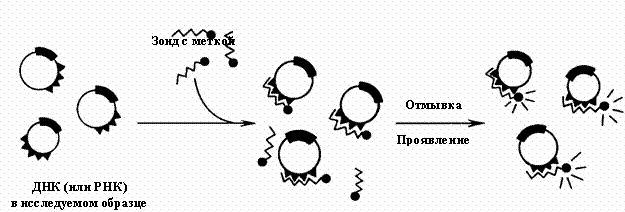 Зонд с меткой
Отмывка
Проявление
ДНК (или РНК)
в исследуемом образце